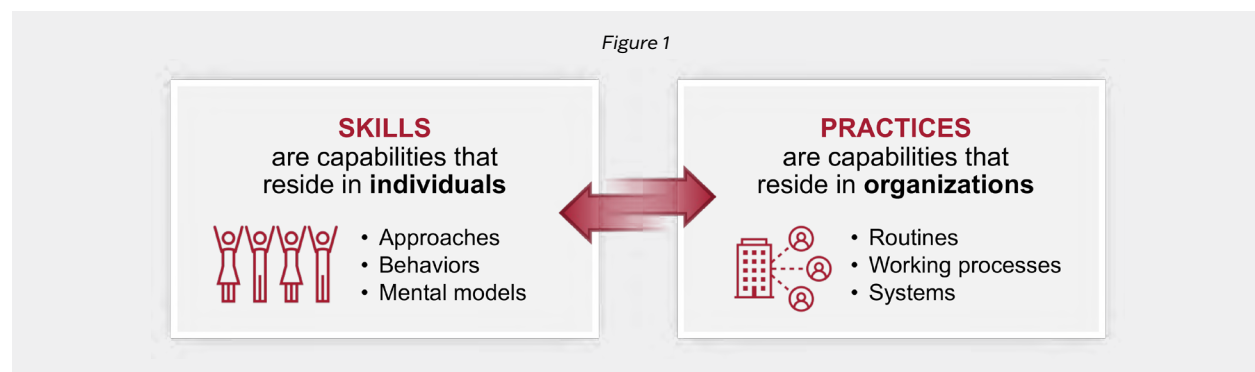 Figure 1
SKILLS
are capabilities that
reside in individuals
• Approaches
• Behaviors
• Mental models
PRACTICES
are capabilities that
reside in organizations
• Routines
• Working processes
• Systems